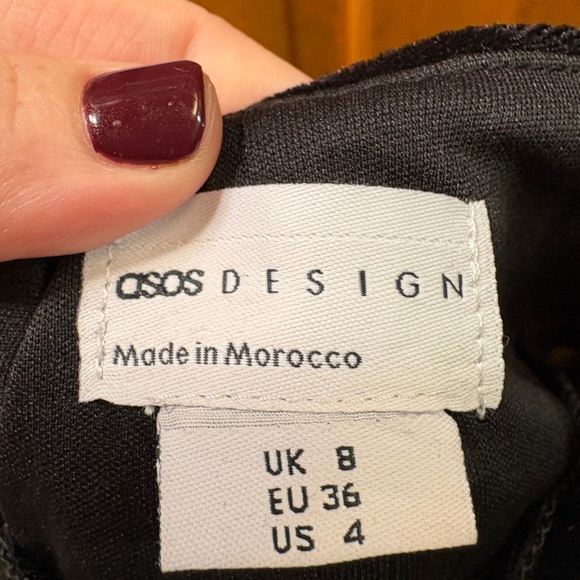 asos DESIGN
Made in Morocco
UK 8
EU 36
US 4